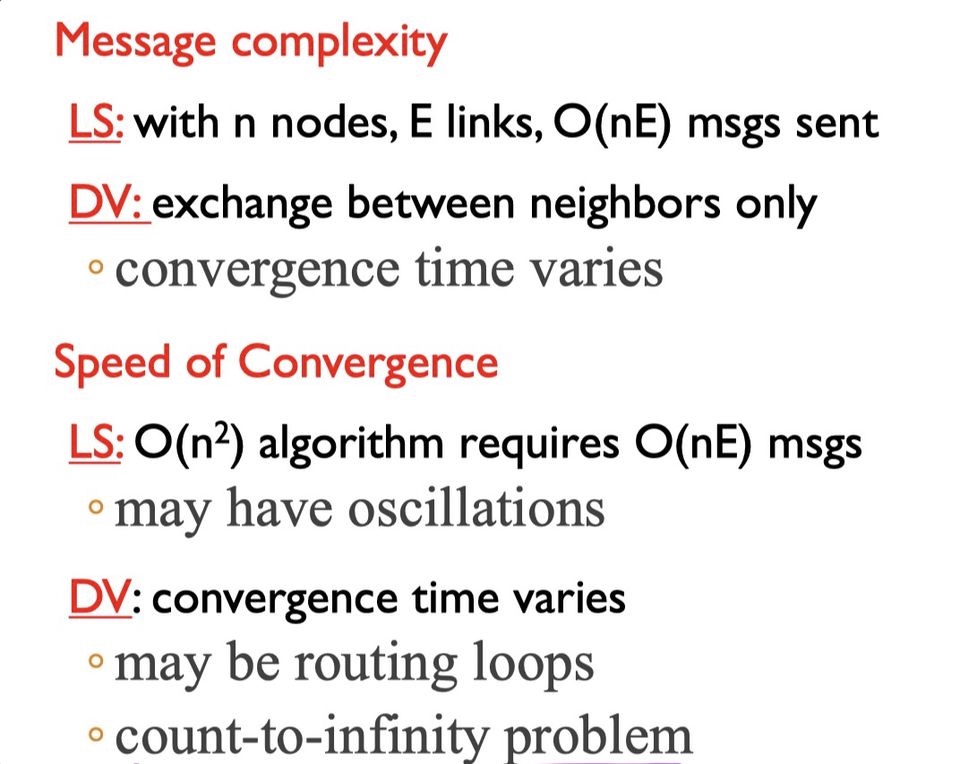 Message complexity
LS: with n nodes, E links, O(nE) msgs sent
DV: exchange between neighbors only
◦ convergence time varies
Speed of Convergence
LS: O(n²) algorithm requires O(nE) msgs
◦ may have oscillations
DV: convergence time varies
◦ may be routing loops
◦ count-to-infinity problem